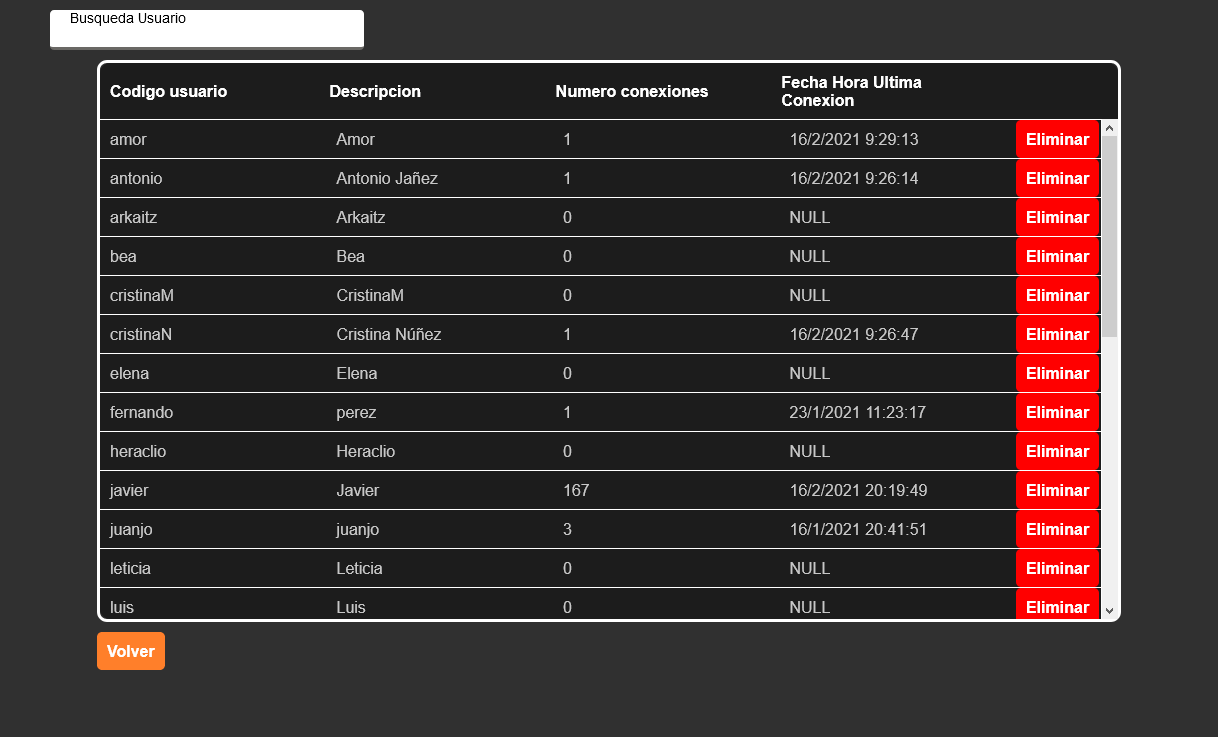 Busqueda Usuario
Codigo usuario Descripcion Numero conexiones Fecha Hora Ultima Conexion
amor Amor 1 16/2/2021 9:29:13 Eliminar
antonio Antonio Jañez 1 16/2/2021 9:26:14 Eliminar
arkaitz Arkaitz 0 NULL Eliminar
bea Bea 0 NULL Eliminar
cristinaM CristinaM 0 NULL Eliminar
cristinaN Cristina Núñez 1 16/2/2021 9:26:47 Eliminar
elena Elena 0 NULL Eliminar
fernando perez 1 23/1/2021 11:23:17 Eliminar
heraclio Heraclio 0 NULL Eliminar
javier Javier 167 16/2/2021 20:19:49 Eliminar
juanjo juanjo 3 16/1/2021 20:41:51 Eliminar
leticia Leticia 0 NULL Eliminar
luis Luis 0 NULL Eliminar
Volver